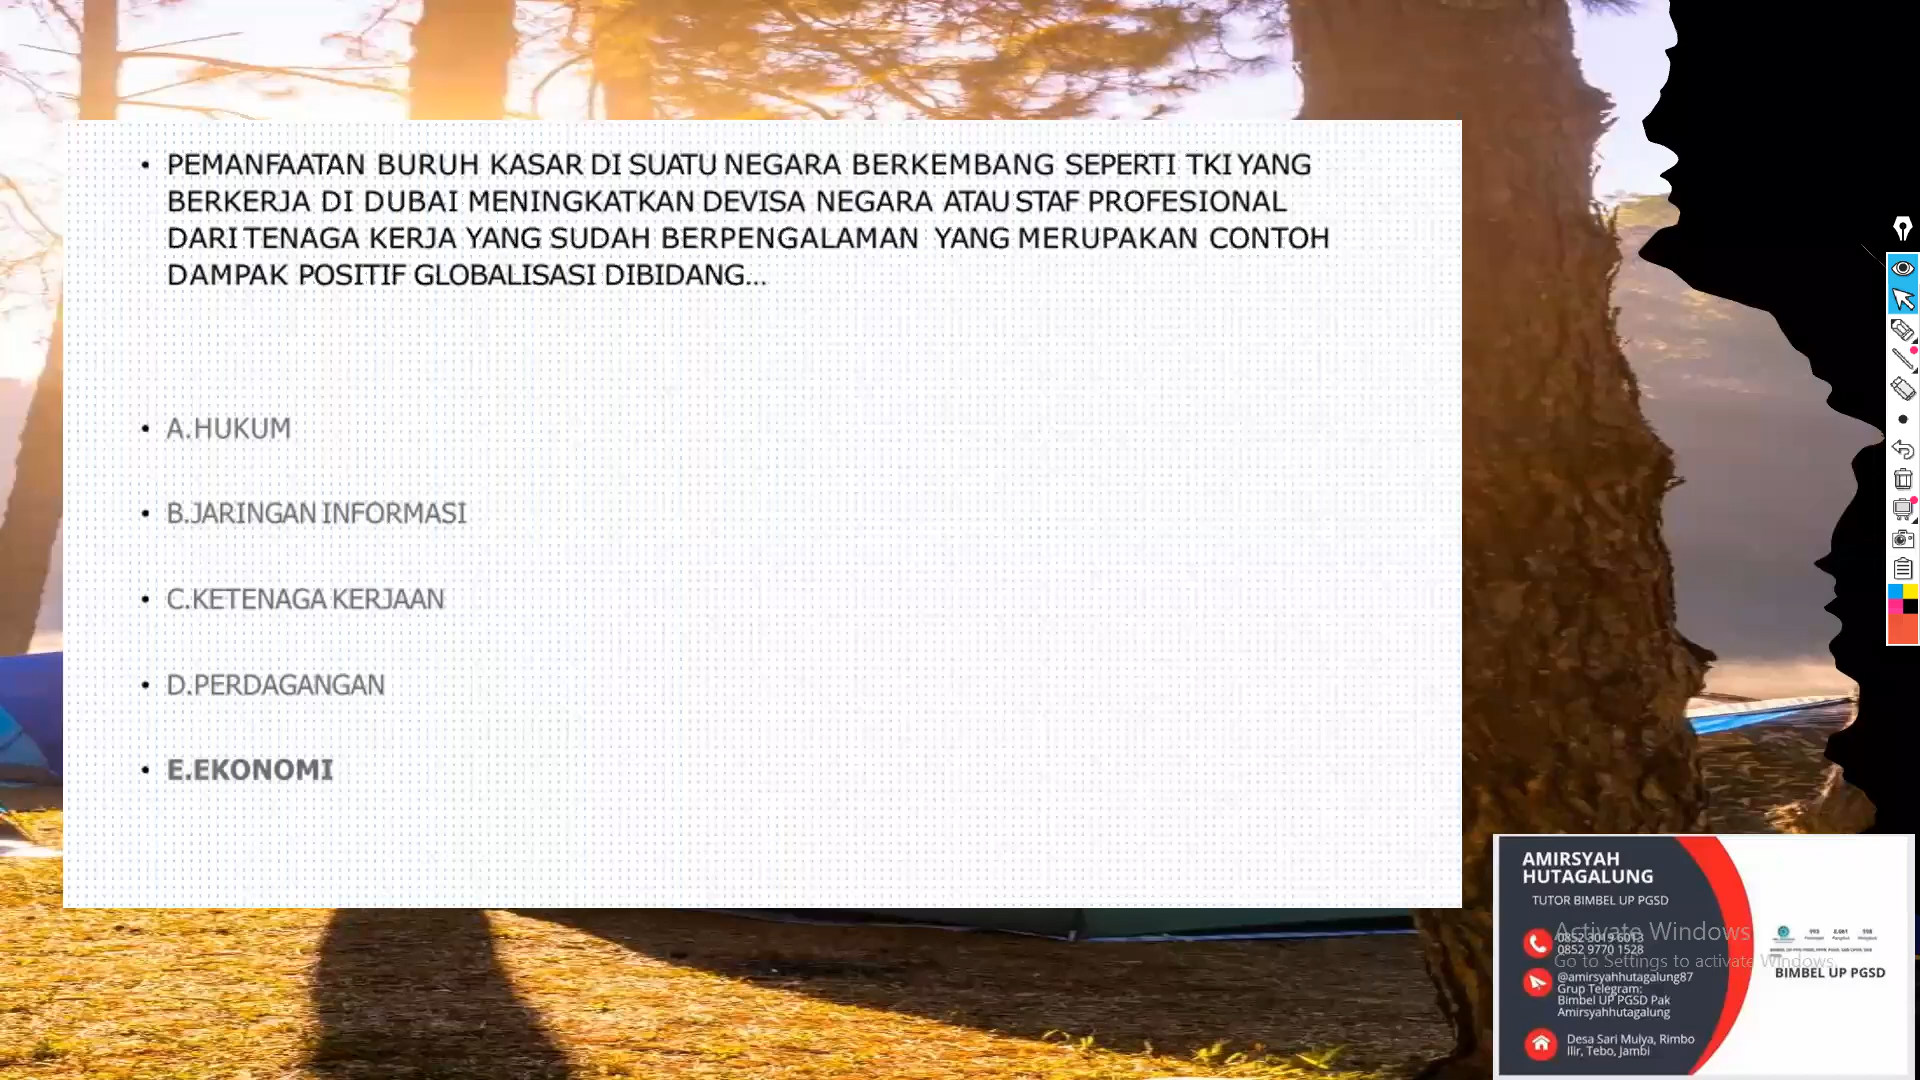 • PEMANFAATAN BURUH KASAR DI SUATU NEGARA BERKEMBANG SEPERTI TKI YANG
BERKERJA DI DUBAI MENINGKATKAN DEVISA NEGARA ATAU STAF PROFESIONAL
DARI TENAGA KERJA YANG SUDAH BERPENGALAMAN YANG MERUPAKAN CONTOH
DAMPAK POSITIF GLOBALISASI DIBIDANG...
• A.HUKUM
• B.JARINGAN INFORMASI
• C.KETENAGA KERJAAN
• D.PERDAGANGAN
• E.EKONOMI
AMIRSYAH
HUTAGALUNG
TUTOR BIMBEL UP PGSD
Activate Windows
Go to Settings to activate Windows.
0852 3019 6013
0852 9770 1528
@amirsyahhutagalung87
Grup Telegram:
Bimbel UP PGSD Pak
Amirsyahhutagalung
Desa Sari Mulya, Rimbo
Ilir, Tebo, Jambi
BIMBEL UP PGSD